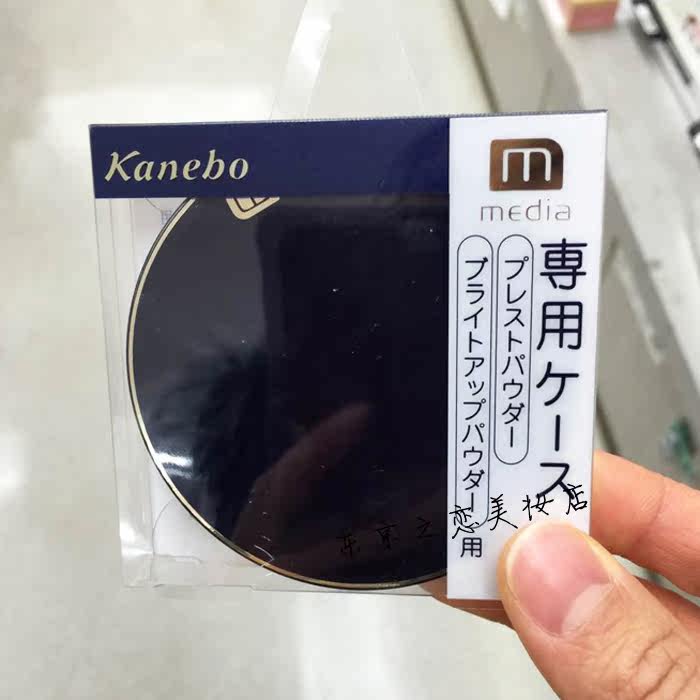 Kanebo
m
media
専用ケース
プレストパウダー
ブライトアップパウダー用
东京之恋美妆店